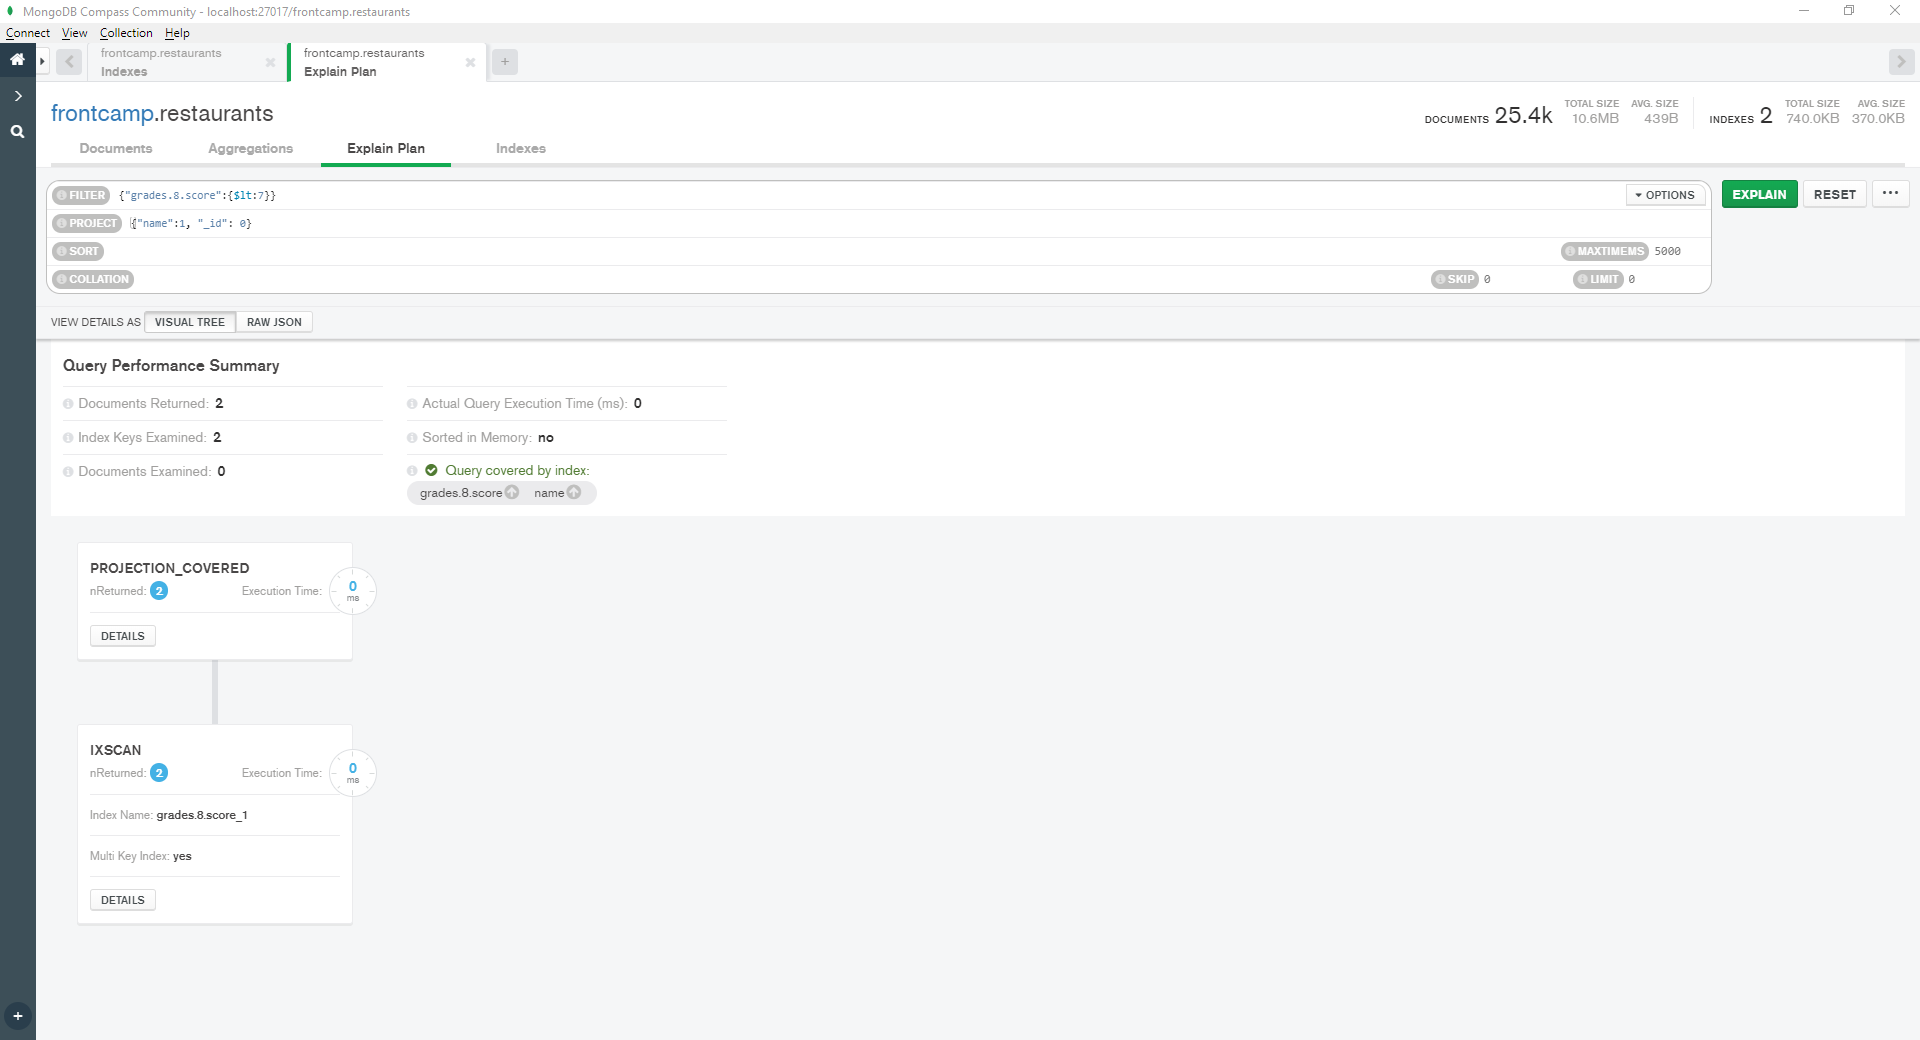 MongoDB Compass Community - localhost:27017/frontcamp.restaurants
Connect View Collection Help
frontcamp.restaurants
Indexes
frontcamp.restaurants
Explain Plan
frontcamp.restaurants
DOCUMENTS 25.4k TOTAL SIZE 10.6MB AVG. SIZE 439B INDEXES 2 TOTAL SIZE 740.0KB AVG. SIZE 370.0KB
Documents Aggregations Explain Plan Indexes
FILTER {"grades.8.score":{$lt:7}} OPTIONS EXPLAIN RESET ...
PROJECT {"name":1, "_id": 0}
SORT MAXTIMEMS 5000
COLLATION SKIP 0 LIMIT 0
VIEW DETAILS AS VISUAL TREE RAW JSON
Query Performance Summary
Documents Returned: 2
Index Keys Examined: 2
Documents Examined: 0
Actual Query Execution Time (ms): 0
Sorted in Memory: no
Query covered by index:
grades.8.score name
PROJECTION_COVERED
nReturned: 2 Execution Time: 0 ms
DETAILS
IXSCAN
nReturned: 2 Execution Time: 0 ms
Index Name: grades.8.score_1
Multi Key Index: yes
DETAILS